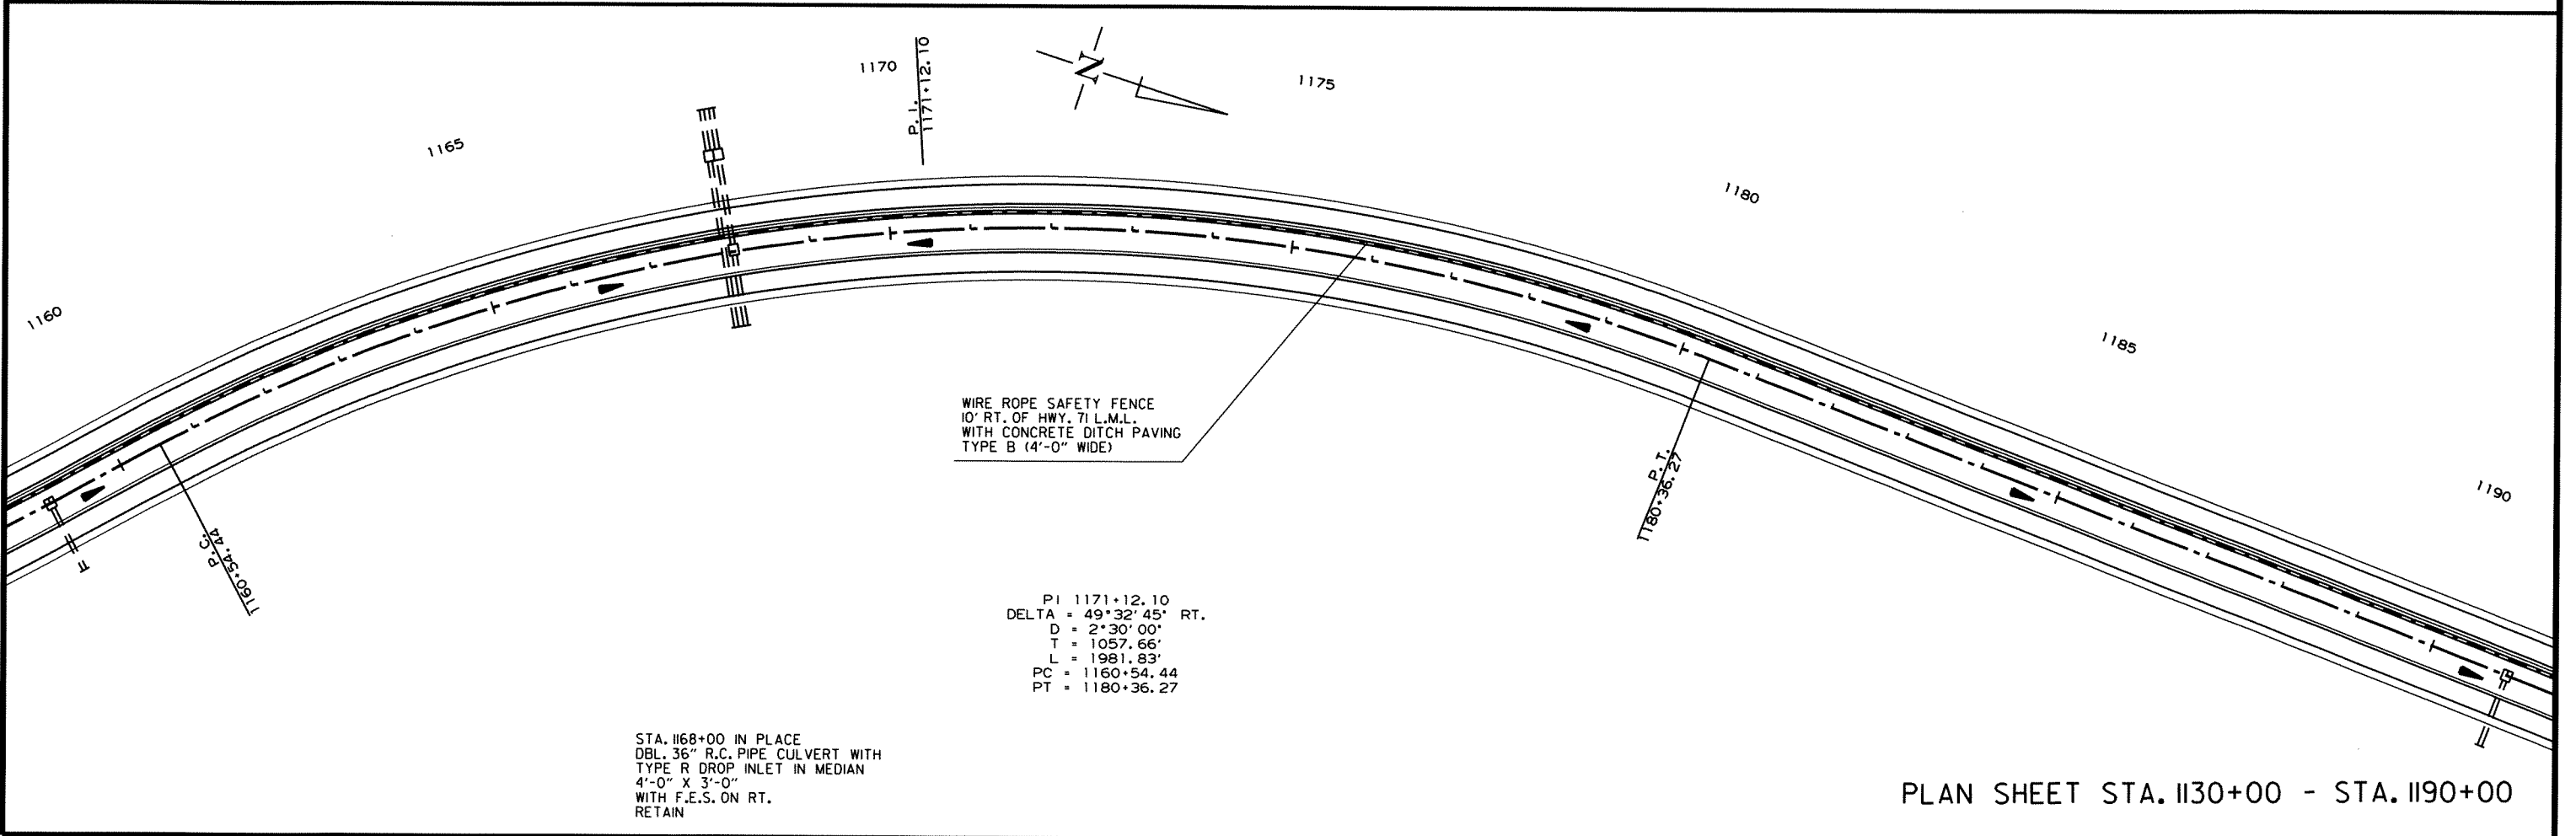 1160
1165
1170
P.I.
1171+12.10
N
1175
1180
1185
1190
P.C.
1160+54.44
WIRE ROPE SAFETY FENCE
10' RT. OF HWY. 71 L.M.L.
WITH CONCRETE DITCH PAVING
TYPE B (4'-0" WIDE)
P.T.
1180+36.27
PI 1171+12.10
DELTA = 49°32'45" RT.
D = 2°30'00"
T = 1057.66'
L = 1981.83'
PC = 1160+54.44
PT = 1180+36.27
STA. 1168+00 IN PLACE
DBL. 36" R.C. PIPE CULVERT WITH
TYPE R DROP INLET IN MEDIAN
4'-0" X 3'-0"
WITH F.E.S. ON RT.
RETAIN
PLAN SHEET STA. 1130+00 - STA. 1190+00